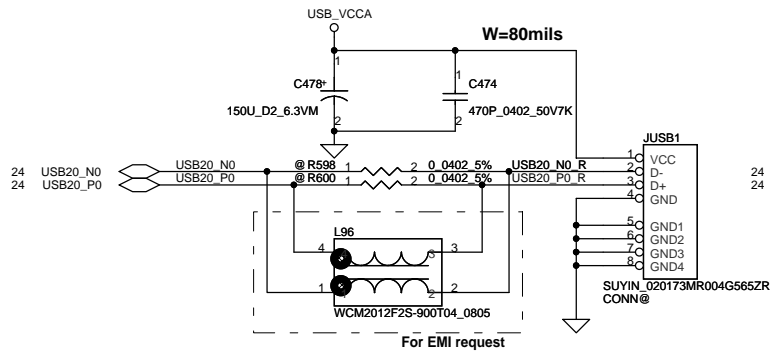 USB_VCCA
W=80mils
1
1
C478
+
C474
150U_D2_6.3VM
470P_0402_50V7K
2
2
JUSB1
24 USB20_N0 USB20_N0 @ R598 1 2 0_0402_5% USB20_N0_R
24 USB20_P0 USB20_P0 @ R600 1 2 0_0402_5% USB20_P0_R
1 VCC
2 D-
3 D+
4 GND
5 GND1
6 GND2
7 GND3
8 GND4
24
24
SUYIN_020173MR004G565ZR
CONN@
L96
4 3 3
1 2 2
WCM2012F2S-900T04_0805
For EMI request